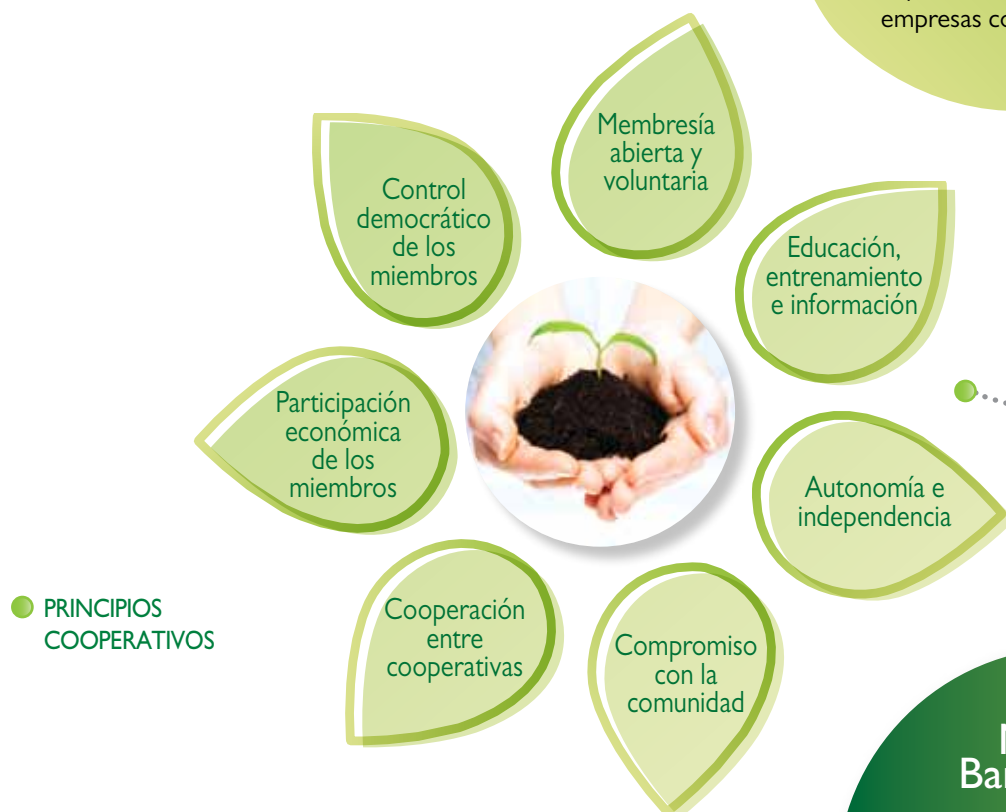 empresas
Membresía
abierta y
voluntaria
Control
democrático
de los
miembros
Educación,
entrenamiento
e información
Participación
económica
de los
miembros
Autonomía e
independencia
Cooperación
entre
cooperativas
Compromiso
con la
comunidad
PRINCIPIOS
COOPERATIVOS